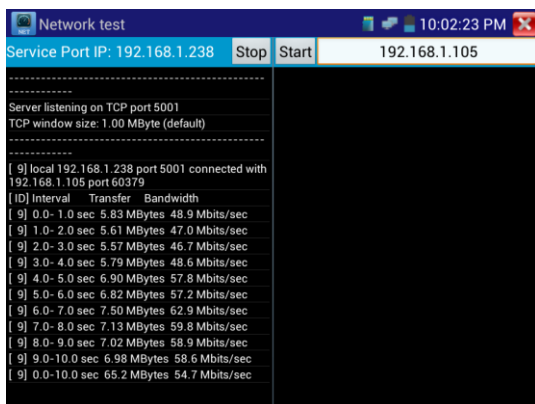 Network test
10:02:23 PM
NET
Service Port IP: 192.168.1.238
Stop
Start
192.168.1.105
------------------------------------------------
------------
Server listening on TCP port 5001
TCP window size: 1.00 MByte (default)
------------------------------------------------
------------
[ 9] local 192.168.1.238 port 5001 connected with
192.168.1.105 port 60379
[ID] Interval Transfer Bandwidth
[ 9] 0.0- 1.0 sec 5.83 MBytes 48.9 Mbits/sec
[ 9] 1.0- 2.0 sec 5.61 MBytes 47.0 Mbits/sec
[ 9] 2.0- 3.0 sec 5.57 MBytes 46.7 Mbits/sec
[ 9] 3.0- 4.0 sec 5.79 MBytes 48.6 Mbits/sec
[ 9] 4.0- 5.0 sec 6.90 MBytes 57.8 Mbits/sec
[ 9] 5.0- 6.0 sec 6.82 MBytes 57.2 Mbits/sec
[ 9] 6.0- 7.0 sec 7.50 MBytes 62.9 Mbits/sec
[ 9] 7.0- 8.0 sec 7.13 MBytes 59.8 Mbits/sec
[ 9] 8.0- 9.0 sec 7.02 MBytes 58.9 Mbits/sec
[ 9] 9.0-10.0 sec 6.98 MBytes 58.6 Mbits/sec
[ 9] 0.0-10.0 sec 65.2 MBytes 54.7 Mbits/sec